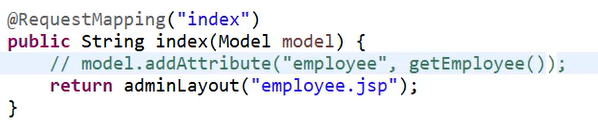 @RequestMapping("index")
public String index(Model model) {
// model.addAttribute("employee", getEmployee());
return adminLayout("employee.jsp");
}